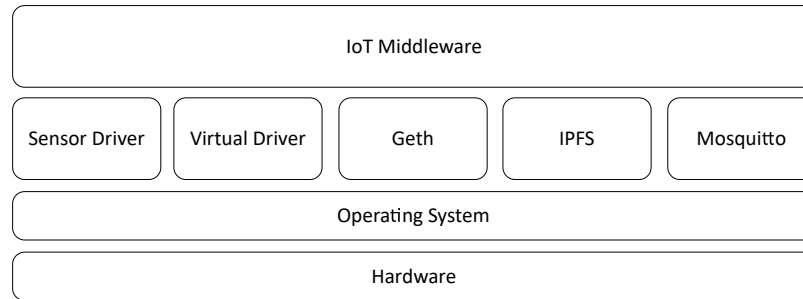 IoT Middleware
Sensor Driver
Virtual Driver
Geth
IPFS
Mosquitto
Operating System
Hardware